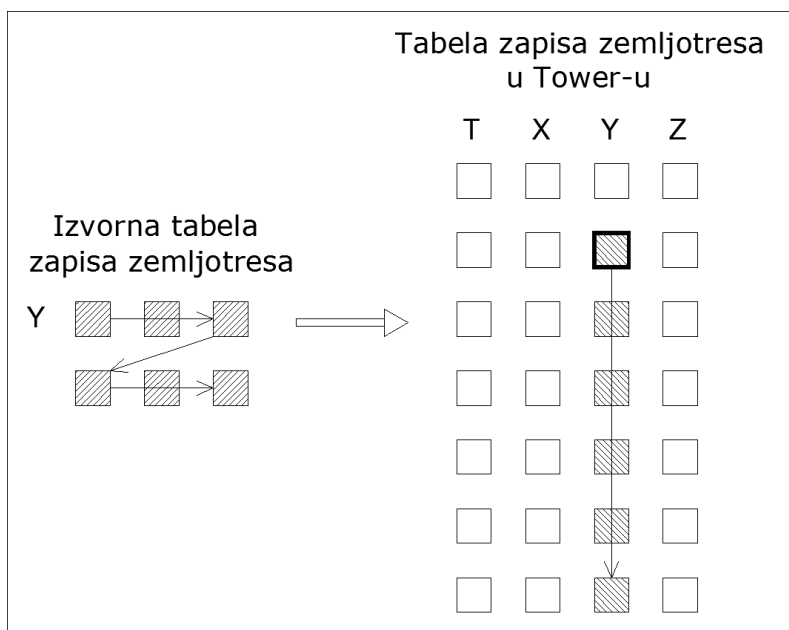 Tabela zapisa zemljotresa
u Tower-u
T X Y Z
Izvorna tabela
zapisa zemljotresa
Y